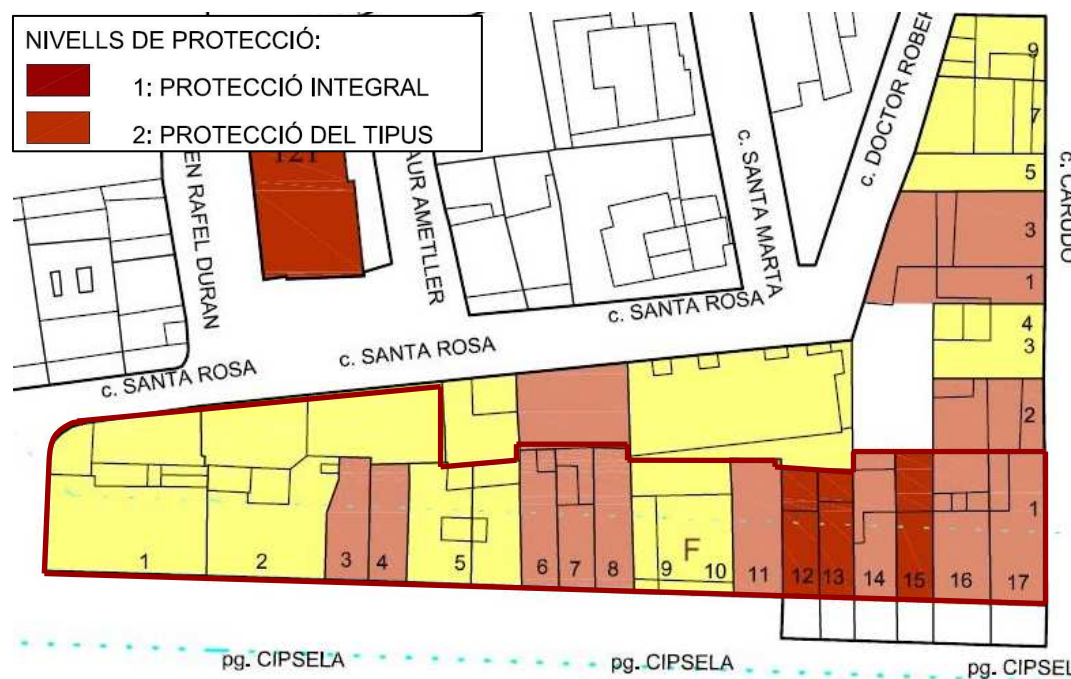 NIVELLS DE PROTECCIÓ:
1: PROTECCIÓ INTEGRAL
2: PROTECCIÓ DEL TIPUS
121
EN RAFEL DURAN
AUR AMETLLER
c. SANTA MARTA
c. DOCTOR ROBER
c. CARUDO
9
7
5
3
1
4
3
2
1
c. SANTA ROSA
c. SANTA ROSA
c. SANTA ROSA
1 2 3 4 5 6 7 8 9 F 10 11 12 13 14 15 16 17
pg. CIPSELA
pg. CIPSELA
pg. CIPSEL